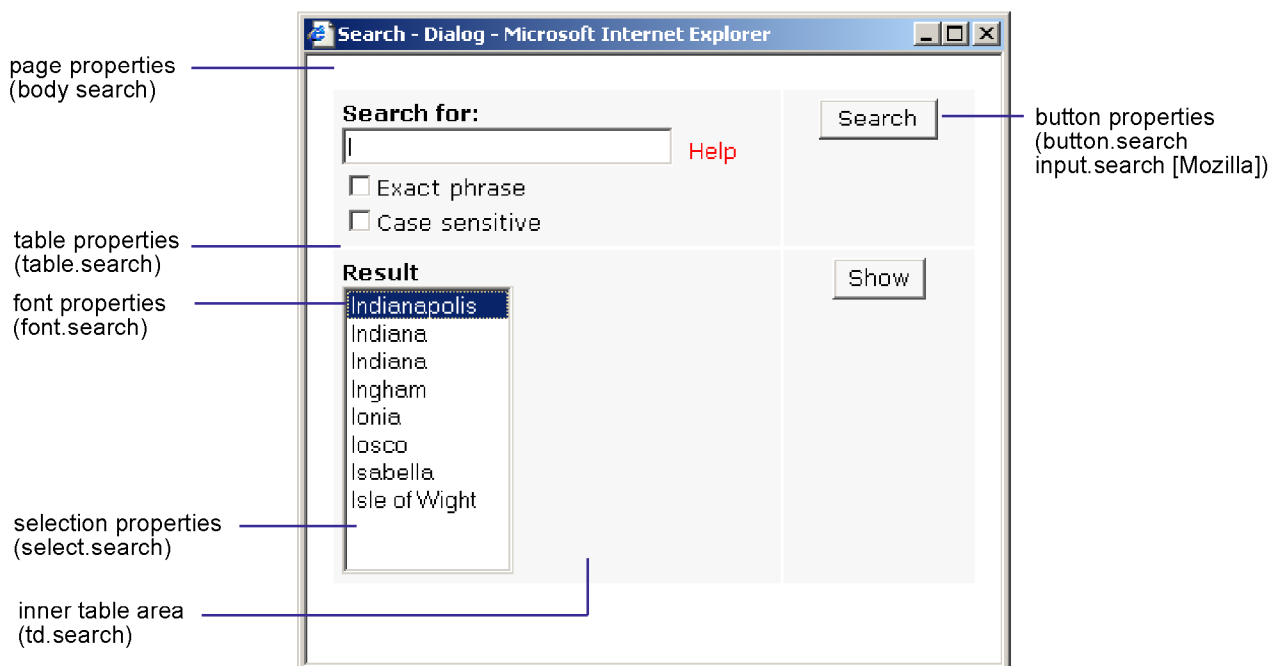 Search - Dialog - Microsoft Internet Explorer
page properties
(body search)
Search for:
Search
button properties
(button.search
input.search [Mozilla])
Help
Exact phrase
Case sensitive
table properties
(table.search)
Result
Show
font properties
(font.search)
Indianapolis
Indiana
Indiana
Ingham
Ionia
Iosco
Isabella
Isle of Wight
selection properties
(select.search)
inner table area
(td.search)